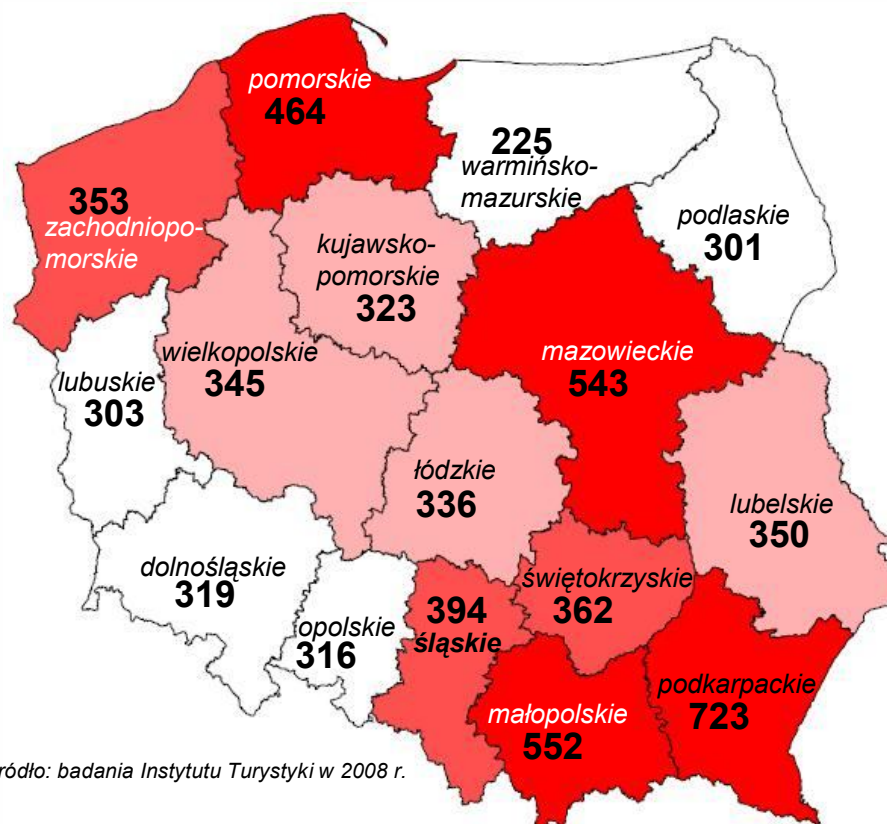 pomorskie
464
225
warmińsko-
mazurskie
353
zachodniopo-
morskie
podlaskie
301
kujawsko-
pomorskie
323
wielkopolskie
345
mazowieckie
543
lubuskie
303
łódzkie
336
lubelskie
350
dolnośląskie
319
opolskie
316
394
śląskie
świętokrzyskie
362
małopolskie
552
podkarpackie
723
ródło: badania Instytutu Turystyki w 2008 r.